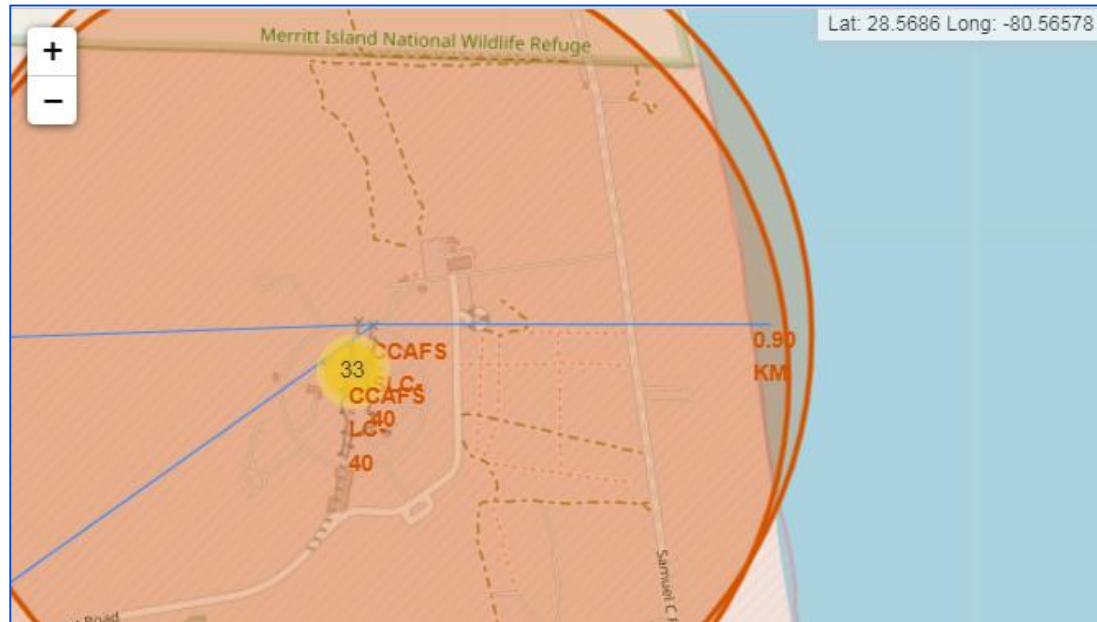 +
−
Merritt Island National Wildlife Refuge
Lat: 28.5686 Long: -80.56578
0.90
KM
33
CCAFS
SLC-
40
CCAFS
LC-
40
Samuel C
Road